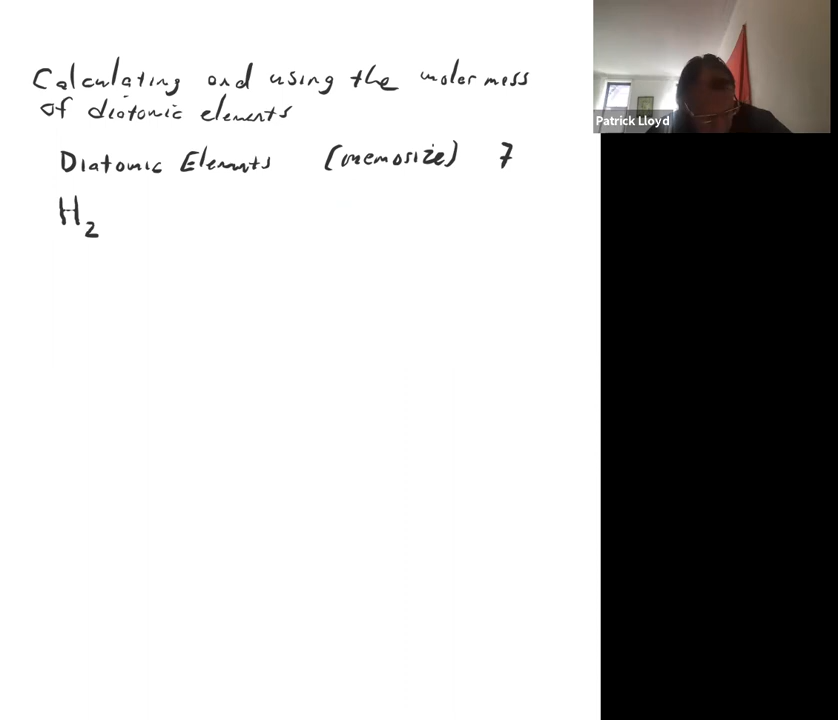 Calculating and using the molar mass
of diatomic elements
Patrick Lloyd
Diatomic Elements (memorize) 7
H₂